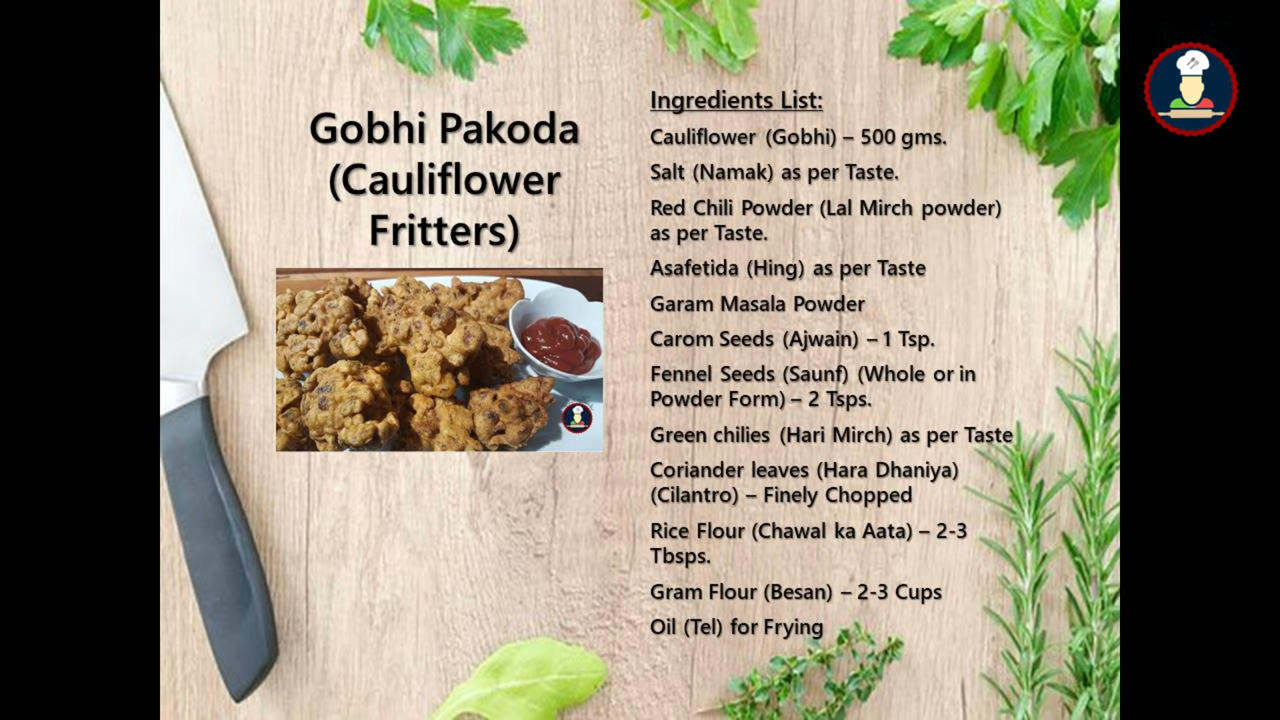 Gobhi Pakoda
(Cauliflower
Fritters)
Ingredients List:
Cauliflower (Gobhi) – 500 gms.
Salt (Namak) as per Taste.
Red Chili Powder (Lal Mirch powder)
as per Taste.
Asafetida (Hing) as per Taste
Garam Masala Powder
Carom Seeds (Ajwain) – 1 Tsp.
Fennel Seeds (Saunf) (Whole or in
Powder Form) – 2 Tsps.
Green chilies (Hari Mirch) as per Taste
Coriander leaves (Hara Dhaniya)
(Cilantro) – Finely Chopped
Rice Flour (Chawal ka Aata) – 2-3
Tbsps.
Gram Flour (Besan) – 2-3 Cups
Oil (Tel) for Frying